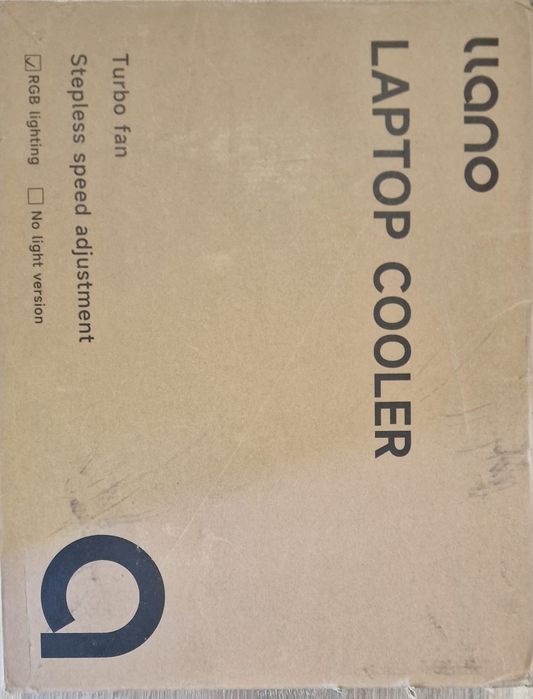 llano
LAPTOP COOLER
Turbo fan
Stepless speed adjustment
RGB lighting No light version